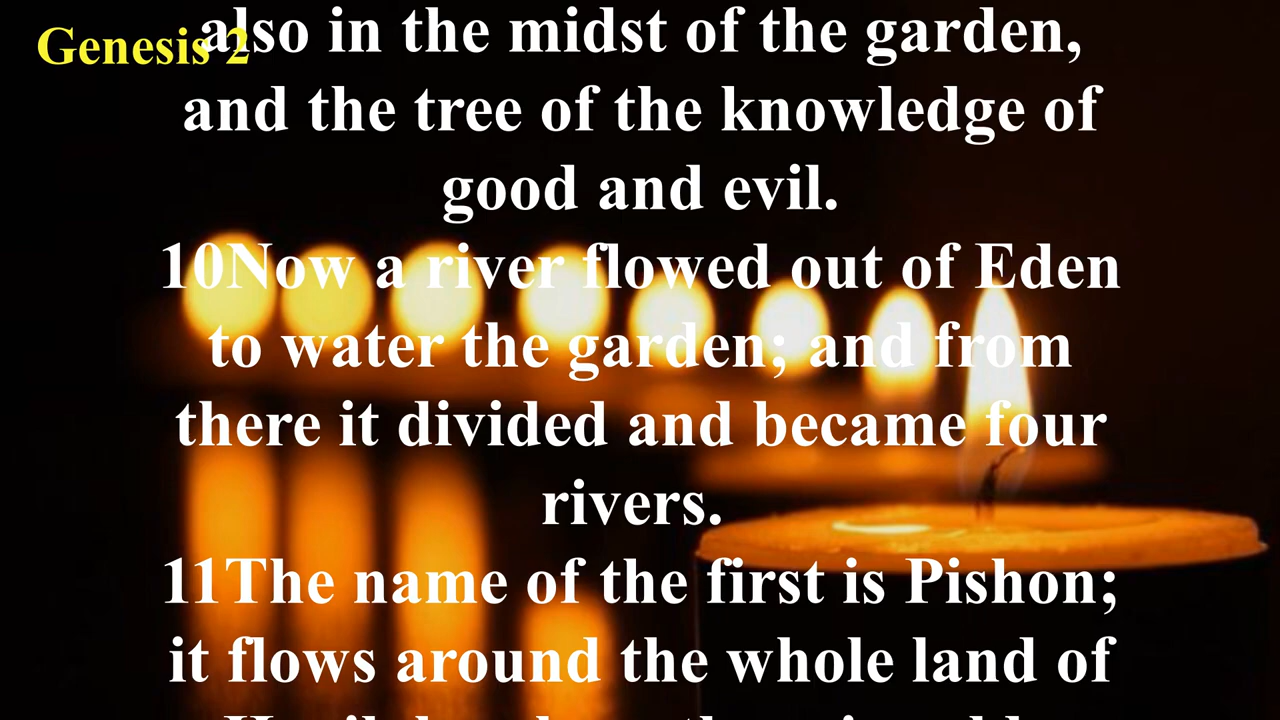 Genesis 2
also in the midst of the garden,
and the tree of the knowledge of
good and evil.
10Now a river flowed out of Eden
to water the garden; and from
there it divided and became four
rivers.
11The name of the first is Pishon;
it flows around the whole land of